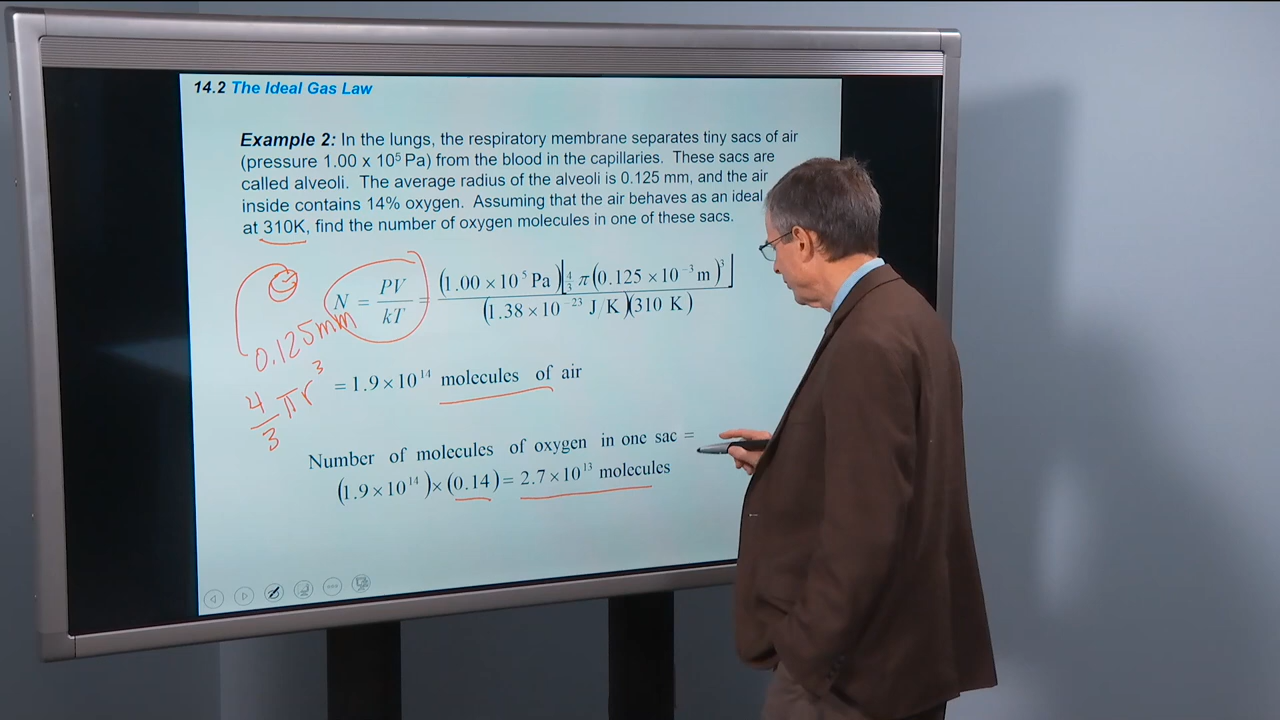 14.2 The Ideal Gas Law
Example 2: In the lungs, the respiratory membrane separates tiny sacs of air
(pressure 1.00 x 10⁵ Pa) from the blood in the capillaries. These sacs are
called alveoli. The average radius of the alveoli is 0.125 mm, and the air
inside contains 14% oxygen. Assuming that the air behaves as an ideal
at 310K, find the number of oxygen molecules in one of these sacs.
N = PV/kT = (1.00 × 10⁵ Pa)[4/3 π(0.125 × 10⁻³ m)³]/(1.38 × 10⁻²³ J/K)(310 K)
0.125mm
4/3 πr³
= 1.9 × 10¹⁴ molecules of air
Number of molecules of oxygen in one sac =
(1.9 × 10¹⁴) × (0.14) = 2.7 × 10¹³ molecules